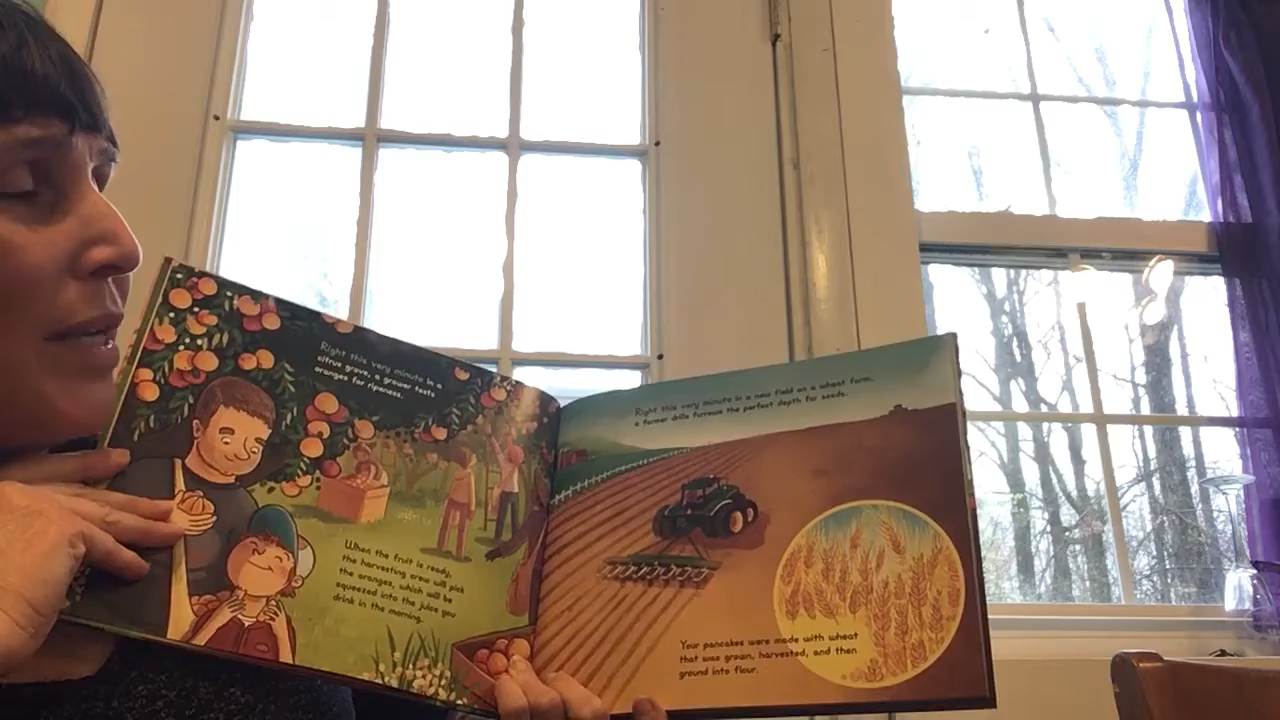 Right this very minute in a
citrus grove, a grower tests
oranges for ripeness.
When the fruit is ready,
the harvesting crew will pick
the oranges, which will be
squeezed into the juice you
drink in the morning.
Right this very minute in a new field on a wheat farm,
a farmer drills furrows the perfect depth for seeds.
Your pancakes were made with wheat
that was grown, harvested, and then
ground into flour.